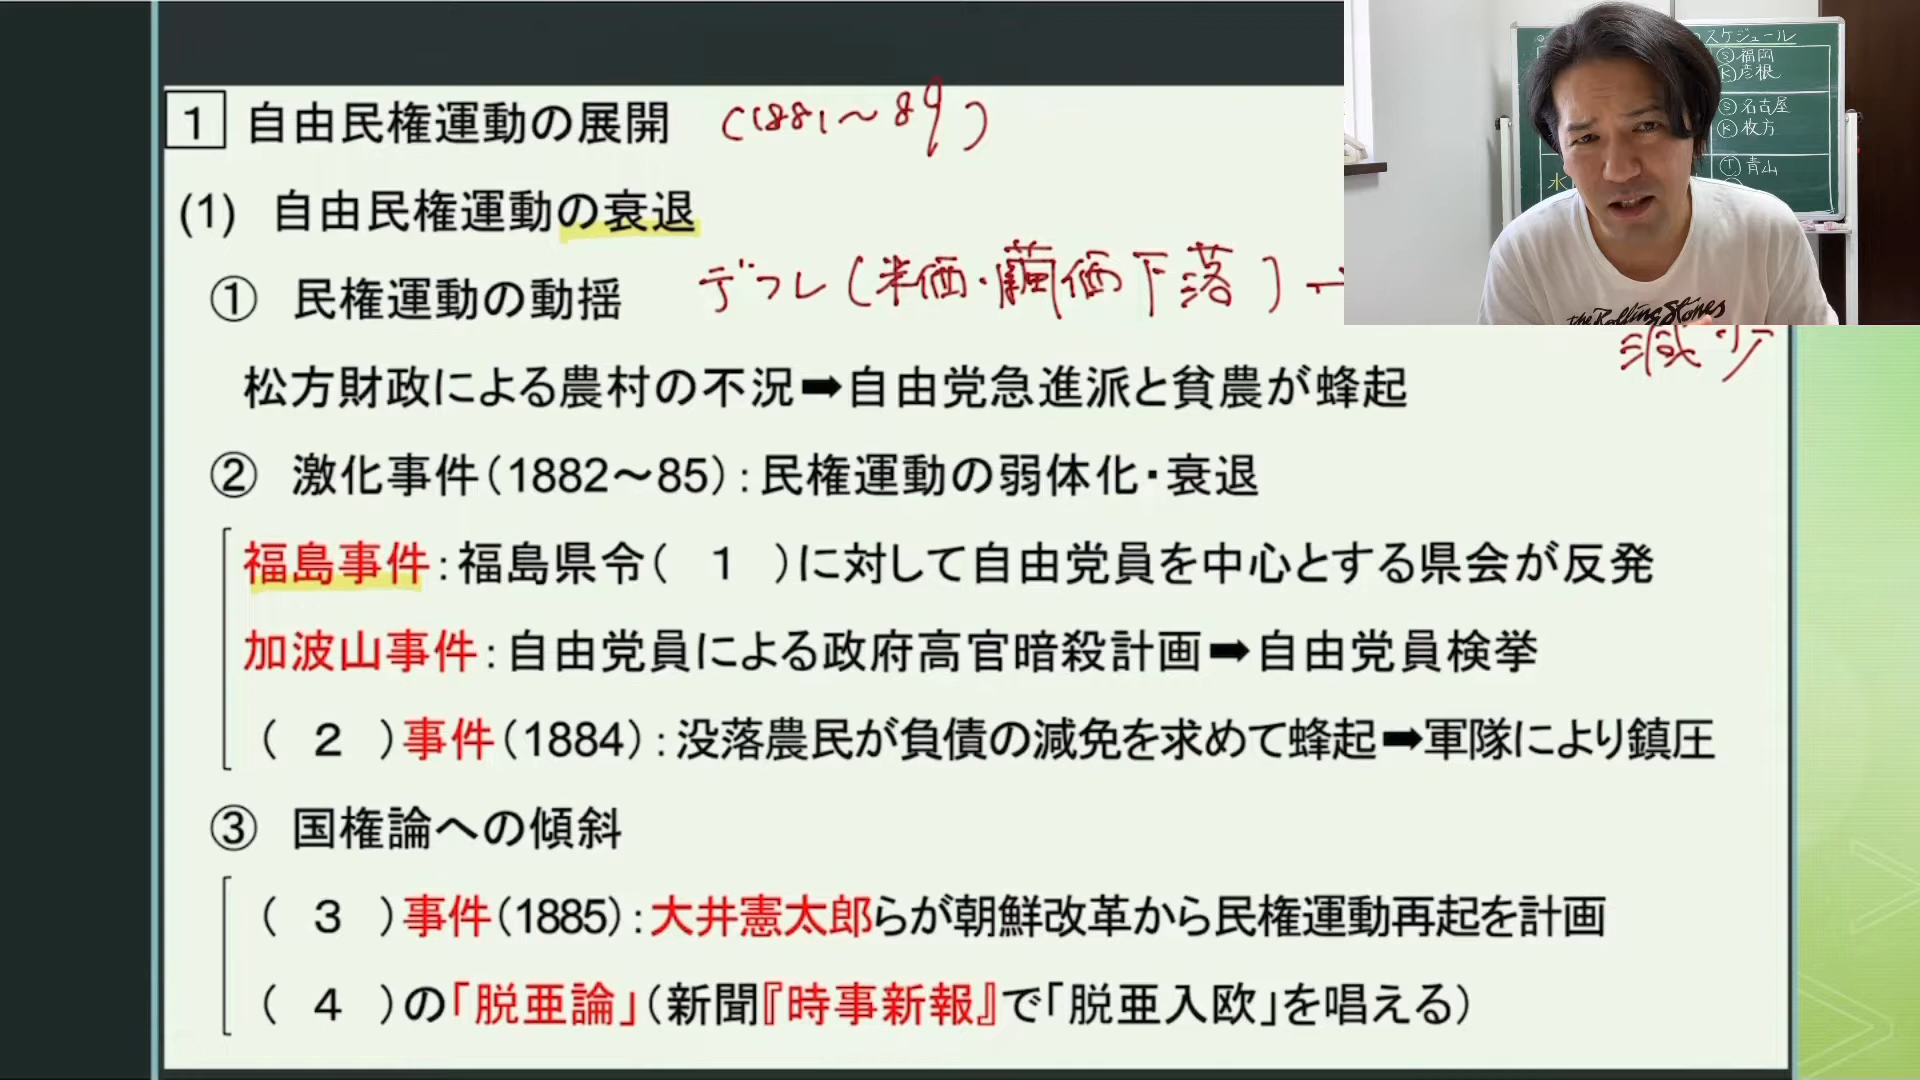 1 自由民権運動の展開 (1881～89)
(1) 自由民権運動の衰退
① 民権運動の動揺 デフレ(米価・繭価下落)→
減少
松方財政による農村の不況➡自由党急進派と貧農が蜂起
② 激化事件(1882～85):民権運動の弱体化・衰退
福島事件:福島県令( 1 )に対して自由党員を中心とする県会が反発
加波山事件:自由党員による政府高官暗殺計画➡自由党員検挙
( 2 )事件(1884):没落農民が負債の減免を求めて蜂起➡軍隊により鎮圧
③ 国権論への傾斜
( 3 )事件(1885):大井憲太郎らが朝鮮改革から民権運動再起を計画
( 4 )の「脱亜論」(新聞『時事新報』で「脱亜入欧」を唱える)
スケジュール
Ⓢ福岡
Ⓚ彦根
Ⓢ名古屋
Ⓚ枚方
水 Ⓣ青山
the Rolling Stones